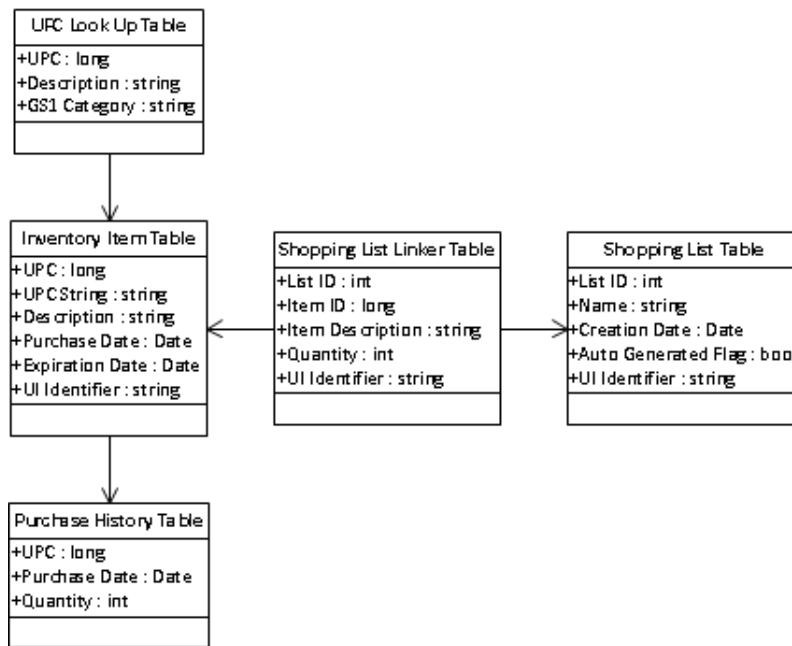 UPC Look Up Table
+UPC : long
+Description : string
+GS1 Category : string
Inventory Item Table
+UPC : long
+UPC String : string
+Description : string
+Purchase Date : Date
+Expiration Date : Date
+UI Identifier : string
Shopping List Linker Table
+List ID : int
+Item ID : long
+Item Description : string
+Quantity : int
+UI Identifier : string
Shopping List Table
+List ID : int
+Name : string
+Creation Date : Date
+Auto Generated Flag : boo
+UI Identifier : string
Purchase History Table
+UPC : long
+Purchase Date : Date
+Quantity : int